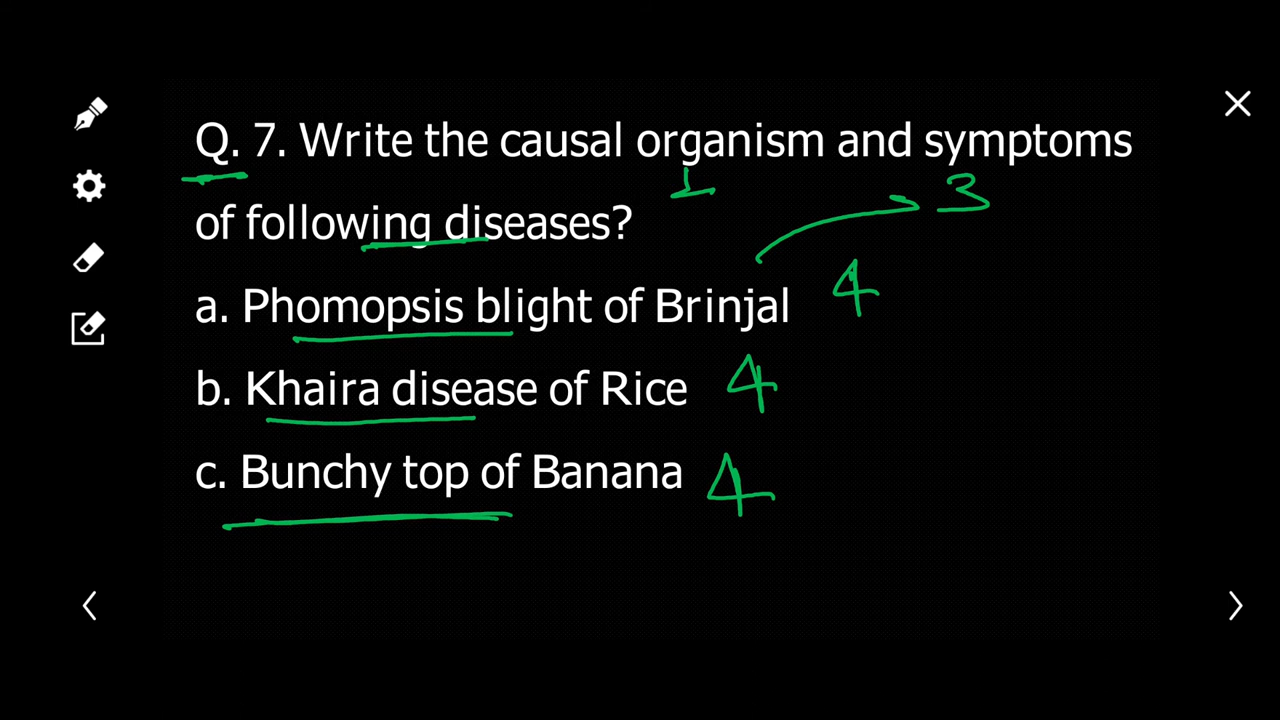 Q. 7. Write the causal organism and symptoms
1
3
of following diseases?
a. Phomopsis blight of Brinjal 4
b. Khaira disease of Rice 4
c. Bunchy top of Banana 4